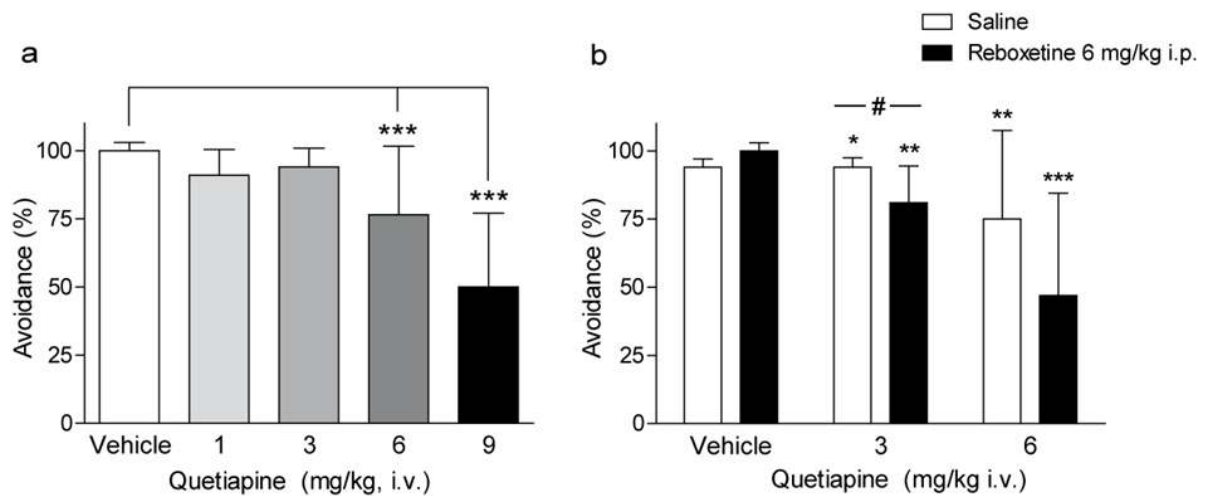 a
***
***
100
75
50
25
0
Avoidance (%)
Vehicle 1 3 6 9
Quetiapine (mg/kg, i.v.)
Saline
Reboxetine 6 mg/kg i.p.
b
#
* ** ** ***
100
75
50
25
0
Avoidance (%)
Vehicle 3 6
Quetiapine (mg/kg i.v.)